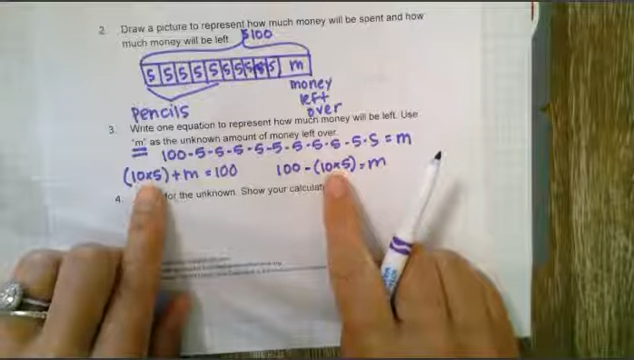 2. Draw a picture to represent how much money will be spent and how
much money will be left.
$100
5 5 5 5 5 5 5 5 5 5 m
pencils
money
left
over
3. Write one equation to represent how much money will be left. Use
"m" as the unknown amount of money left over.
100-5-5-5-5-5-5-5-5-5-5=m
(10×5)+m=100
100-(10×5)=m
4. for the unknown. Show your